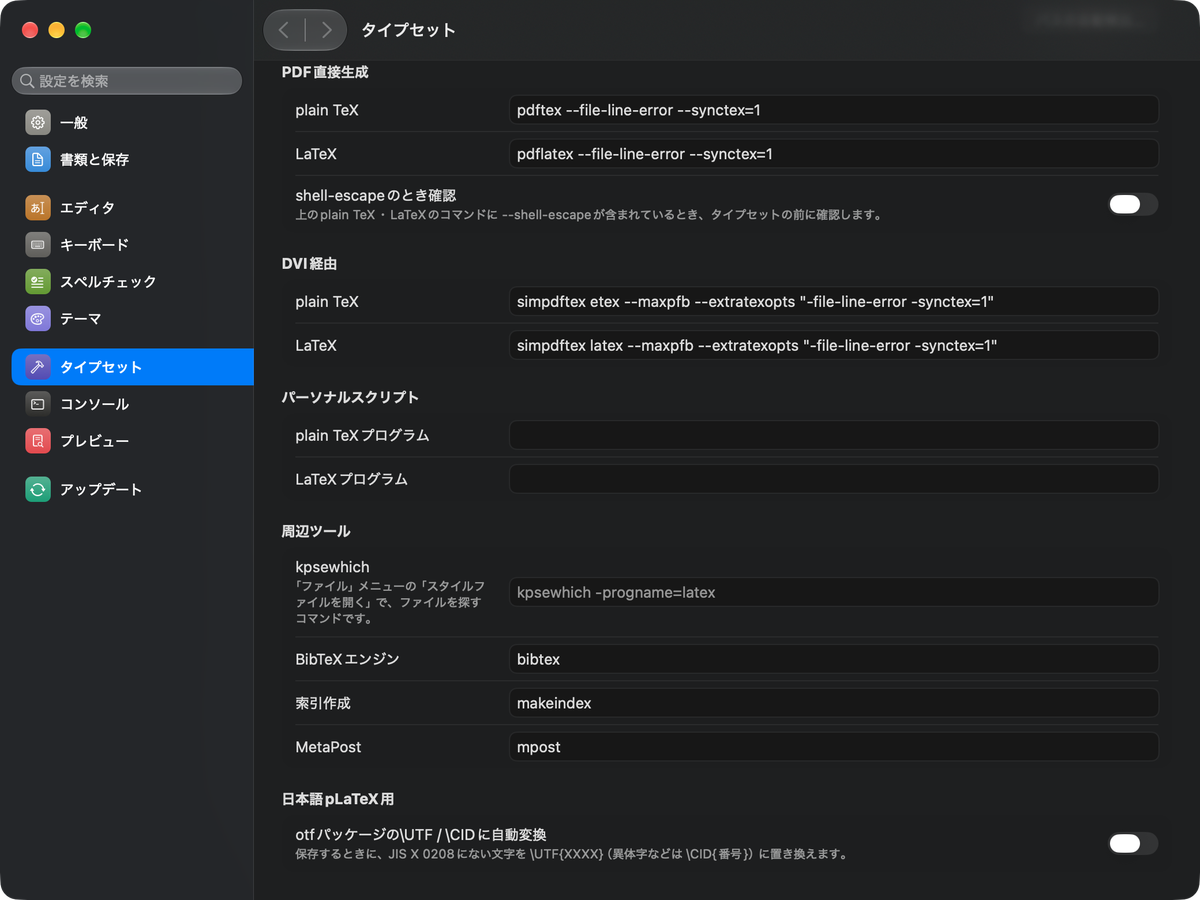 設定を検索
一般
書類と保存
エディタ
キーボード
スペルチェック
テーマ
タイプセット
コンソール
プレビュー
アップデート
タイプセット
PDF直接生成
plain TeX
pdftex --file-line-error --synctex=1
LaTeX
pdflatex --file-line-error --synctex=1
shell-escapeのとき確認
上のplain TeX・LaTeXのコマンドに --shell-escapeが含まれているとき、タイプセットの前に確認します。
DVI経由
plain TeX
simpdftex etex --maxpfb --extratexopts "-file-line-error -synctex=1"
LaTeX
simpdftex latex --maxpfb --extratexopts "-file-line-error -synctex=1"
パーソナルスクリプト
plain TeXプログラム
LaTeXプログラム
周辺ツール
kpsewhich
「ファイル」メニューの「スタイルフ
ァイルを開く」で、ファイルを探す
コマンドです。
kpsewhich -progname=latex
BibTeXエンジン
bibtex
索引作成
makeindex
MetaPost
mpost
日本語pLaTeX用
otfパッケージの\UTF / \CIDに自動変換
保存するときに、JIS X 0208にない文字を \UTF{XXXX}（異体字などは \CID{番号}）に置き換えます。